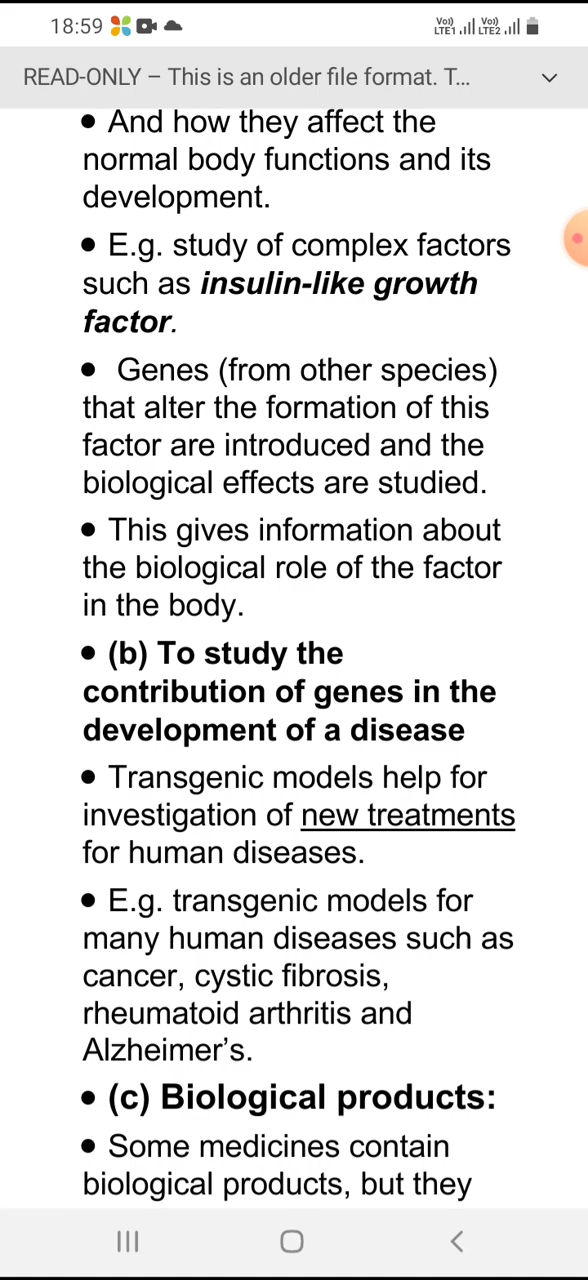 18:59 Vo) LTE1 Vo) LTE2
READ-ONLY – This is an older file format. T...
• And how they affect the
normal body functions and its
development.
• E.g. study of complex factors
such as insulin-like growth
factor.
• Genes (from other species)
that alter the formation of this
factor are introduced and the
biological effects are studied.
• This gives information about
the biological role of the factor
in the body.
• (b) To study the
contribution of genes in the
development of a disease
• Transgenic models help for
investigation of new treatments
for human diseases.
• E.g. transgenic models for
many human diseases such as
cancer, cystic fibrosis,
rheumatoid arthritis and
Alzheimer’s.
• (c) Biological products:
• Some medicines contain
biological products, but they